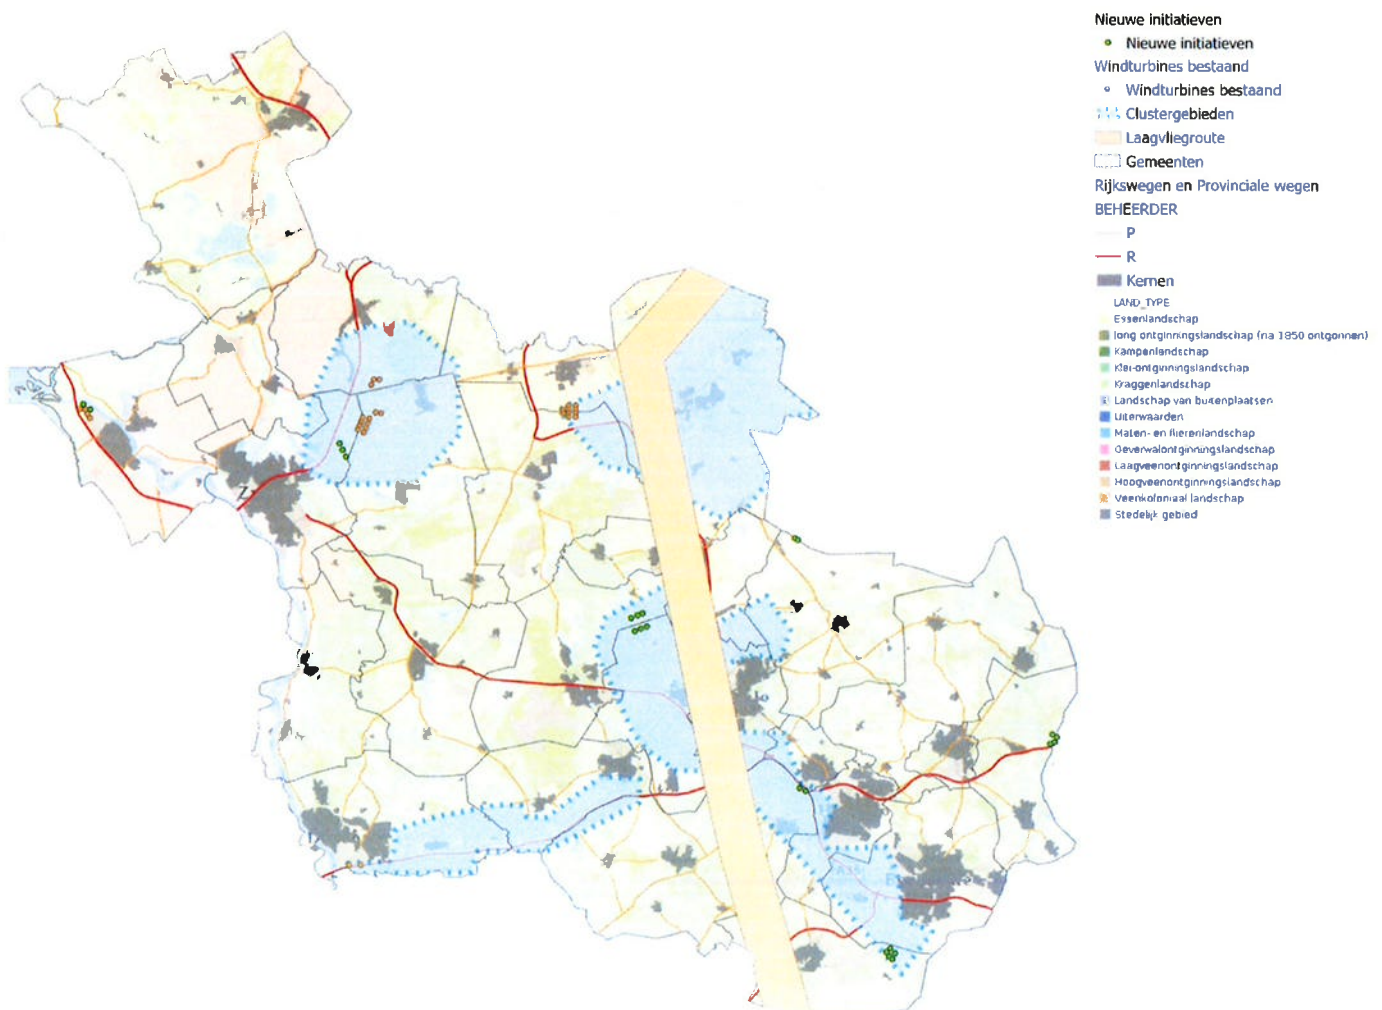 Nieuwe initiatieven
Nieuwe initiatieven
Windturbines bestaand
Windturbines bestaand
Clustergebieden
Laagvliegroute
Gemeenten
Rijkswegen en Provinciale wegen
BEHEERDER
P
R
Kernen
LAND_TYPE
Essenlandschap
Jong ontginningslandschap (na 1850 ontgonnen)
Kampenlandschap
Klei-ontginningslandschap
Kraggenlandschap
Landschap van buitenplaatsen
Uiterwaarden
Maten- en flierenlandschap
Oeverwalontginningslandschap
Laagveenontginningslandschap
Hoogveenontginningslandschap
Veenkoloniaal landschap
Stedelijk gebied
A35